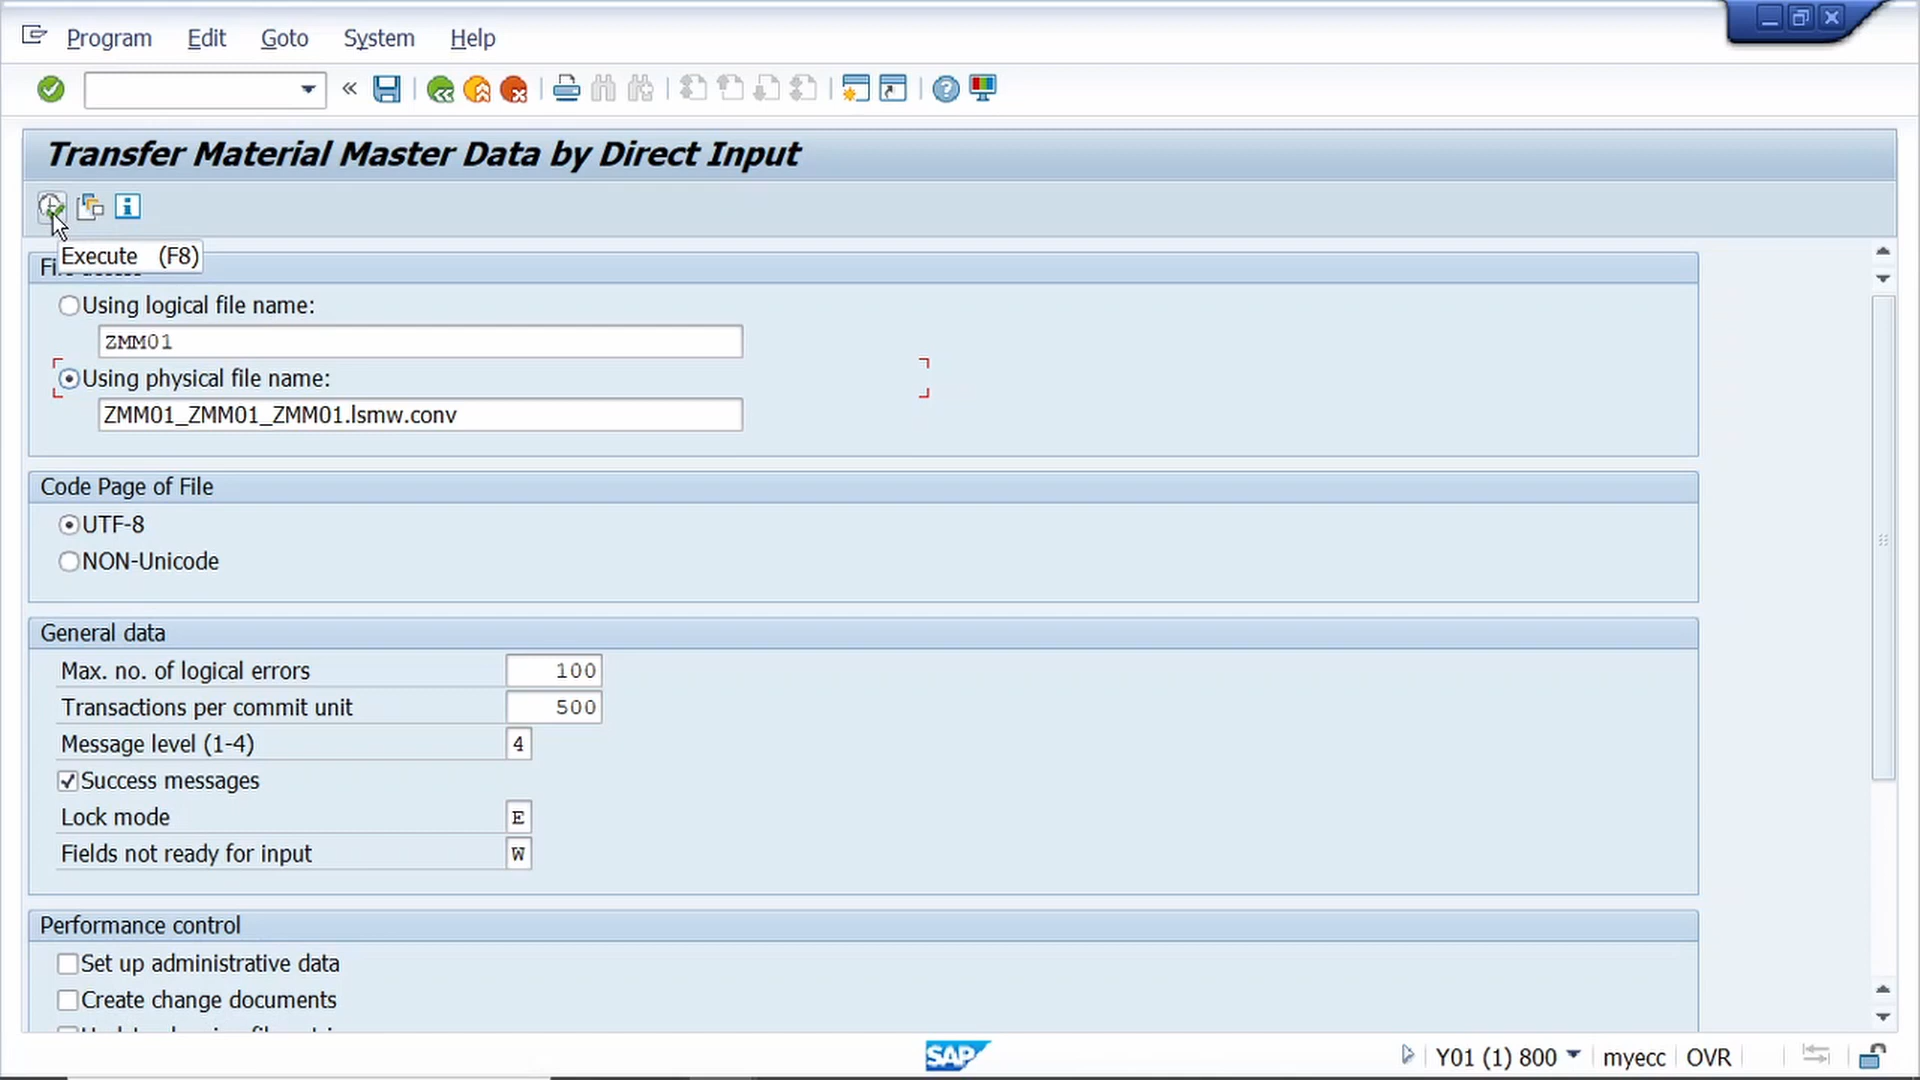 Program Edit Goto System Help
Transfer Material Master Data by Direct Input
Execute (F8)
Using logical file name:
ZMM01
Using physical file name:
ZMM01_ZMM01_ZMM01.lsmw.conv
Code Page of File
UTF-8
NON-Unicode
General data
Max. no. of logical errors 100
Transactions per commit unit 500
Message level (1-4) 4
Success messages
Lock mode E
Fields not ready for input W
Performance control
Set up administrative data
Create change documents
SAP Y01 (1) 800 myecc OVR